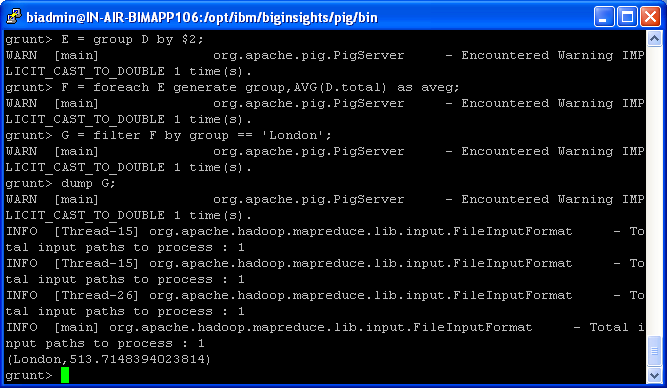 biadmin@IN-AIR-BIMAPP106:/opt/ibm/biginsights/pig/bin
grunt> E = group D by $2;
WARN  [main]              org.apache.pig.PigServer    - Encountered Warning IMP
LICIT_CAST_TO_DOUBLE 1 time(s).
grunt> F = foreach E generate group,AVG(D.total) as aveg;
WARN  [main]              org.apache.pig.PigServer    - Encountered Warning IMP
LICIT_CAST_TO_DOUBLE 1 time(s).
grunt> G = filter F by group == 'London';
WARN  [main]              org.apache.pig.PigServer    - Encountered Warning IMP
LICIT_CAST_TO_DOUBLE 1 time(s).
grunt> dump G;
WARN  [main]              org.apache.pig.PigServer    - Encountered Warning IMP
LICIT_CAST_TO_DOUBLE 1 time(s).
INFO  [Thread-15] org.apache.hadoop.mapreduce.lib.input.FileInputFormat     - To
tal input paths to process : 1
INFO  [Thread-15] org.apache.hadoop.mapreduce.lib.input.FileInputFormat     - To
tal input paths to process : 1
INFO  [Thread-26] org.apache.hadoop.mapreduce.lib.input.FileInputFormat     - To
tal input paths to process : 1
INFO  [main] org.apache.hadoop.mapreduce.lib.input.FileInputFormat     - Total i
nput paths to process : 1
(London,513.7148394023814)
grunt>